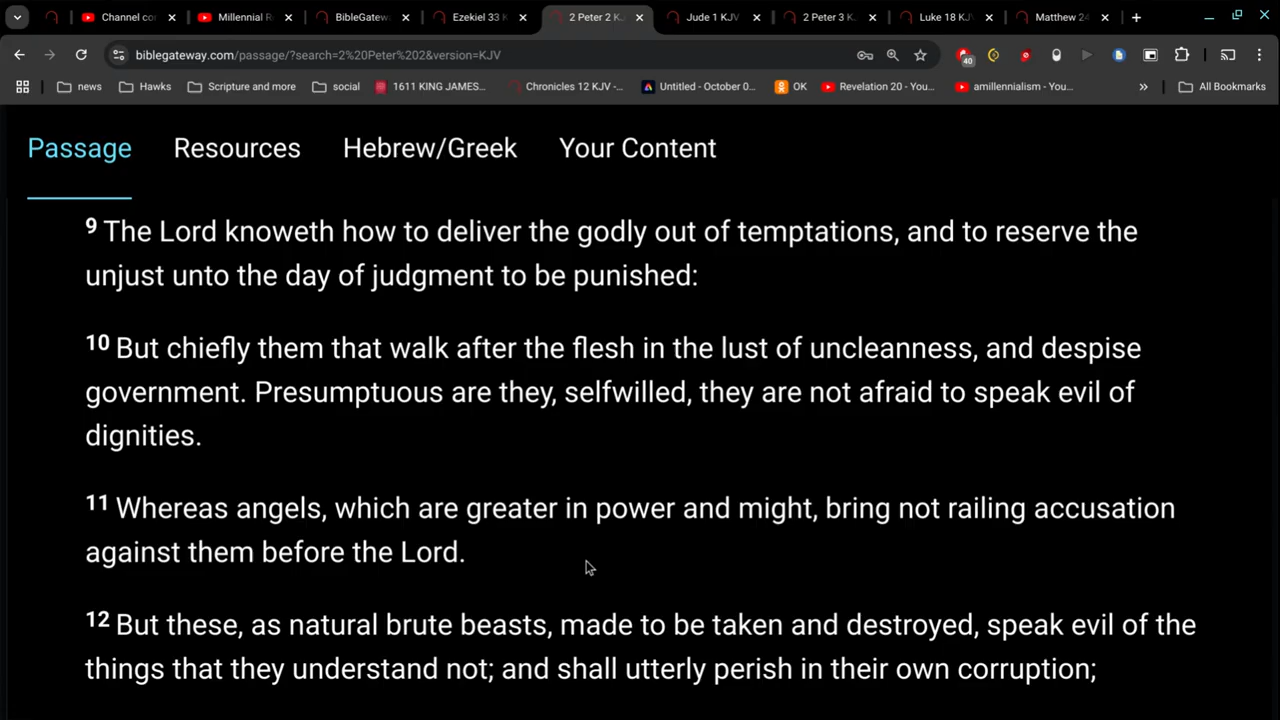 Channel co
Millennial R
BibleGatew
Ezekiel 33 K
2 Peter 2 K
Jude 1 KJV
2 Peter 3 K
Luke 18 KJ
Matthew 24
biblegateway.com/passage/?search=2%20Peter%202&version=KJV
40
news
Hawks
Scripture and more
social
1611 KING JAMES...
Chronicles 12 KJV -...
Untitled - October 0...
OK
Revelation 20 - You...
amillennialism - You...
»
All Bookmarks
Passage
Resources
Hebrew/Greek
Your Content
9 The Lord knoweth how to deliver the godly out of temptations, and to reserve the
unjust unto the day of judgment to be punished:
10 But chiefly them that walk after the flesh in the lust of uncleanness, and despise
government. Presumptuous are they, selfwilled, they are not afraid to speak evil of
dignities.
11 Whereas angels, which are greater in power and might, bring not railing accusation
against them before the Lord.
12 But these, as natural brute beasts, made to be taken and destroyed, speak evil of the
things that they understand not; and shall utterly perish in their own corruption;